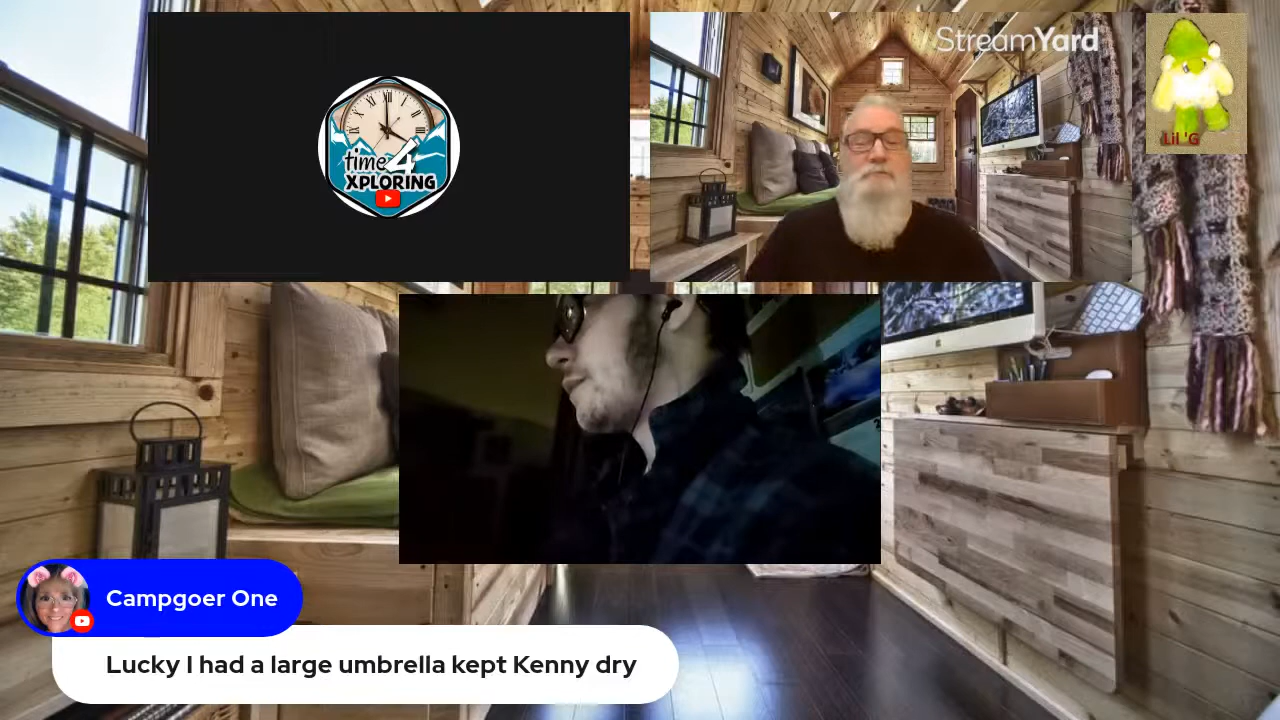 StreamYard
time 4
XPLORING
Lil 'G
Campgoer One
Lucky I had a large umbrella kept Kenny dry